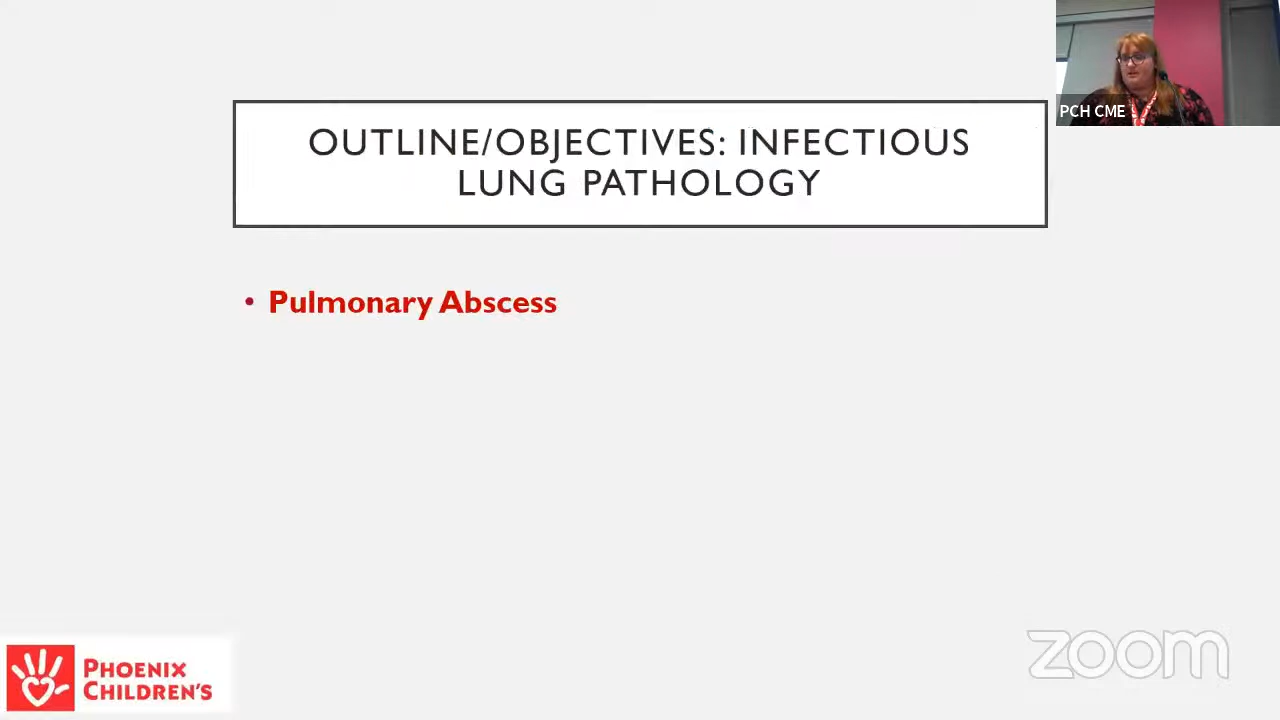 PCH CME
OUTLINE/OBJECTIVES: INFECTIOUS
LUNG PATHOLOGY
• Pulmonary Abscess
PHOENIX
CHILDREN'S
zoom